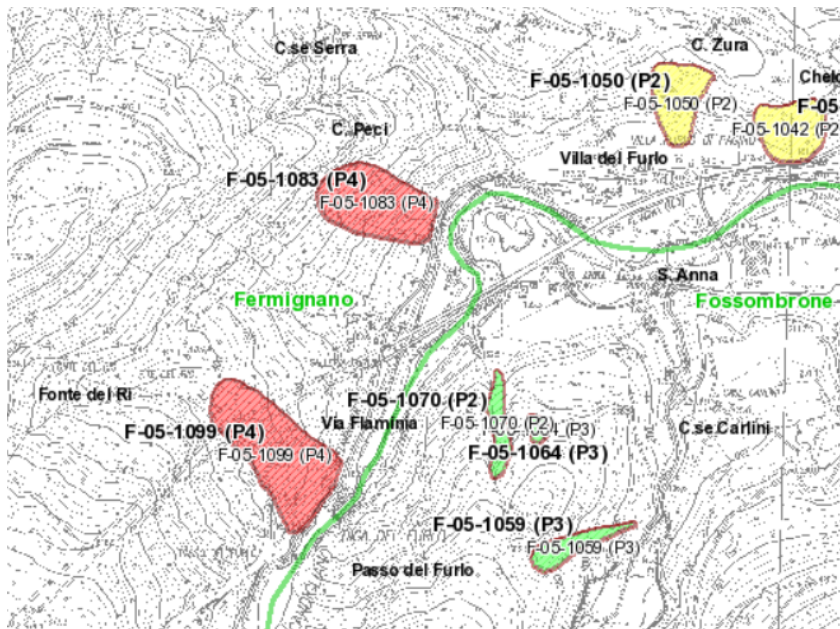 C.se Serra
C. Zura
F-05-1050 (P2)
F-05-1050 (P2)
F-05
F-05-1042 (P2
C. Peci
Villa del Furlo
F-05-1083 (P4)
F-05-1083 (P4)
S. Anna
Fermignano
Fossombrone
Fonte del Ri
F-05-1070 (P2)
F-05-1070 (P2)
(P3)
Via Flaminia
C.se Carlini
F-05-1099 (P4)
F-05-1099 (P4)
F-05-1064 (P3)
F-05-1059 (P3)
F-05-1059 (P3)
Passo del Furlo